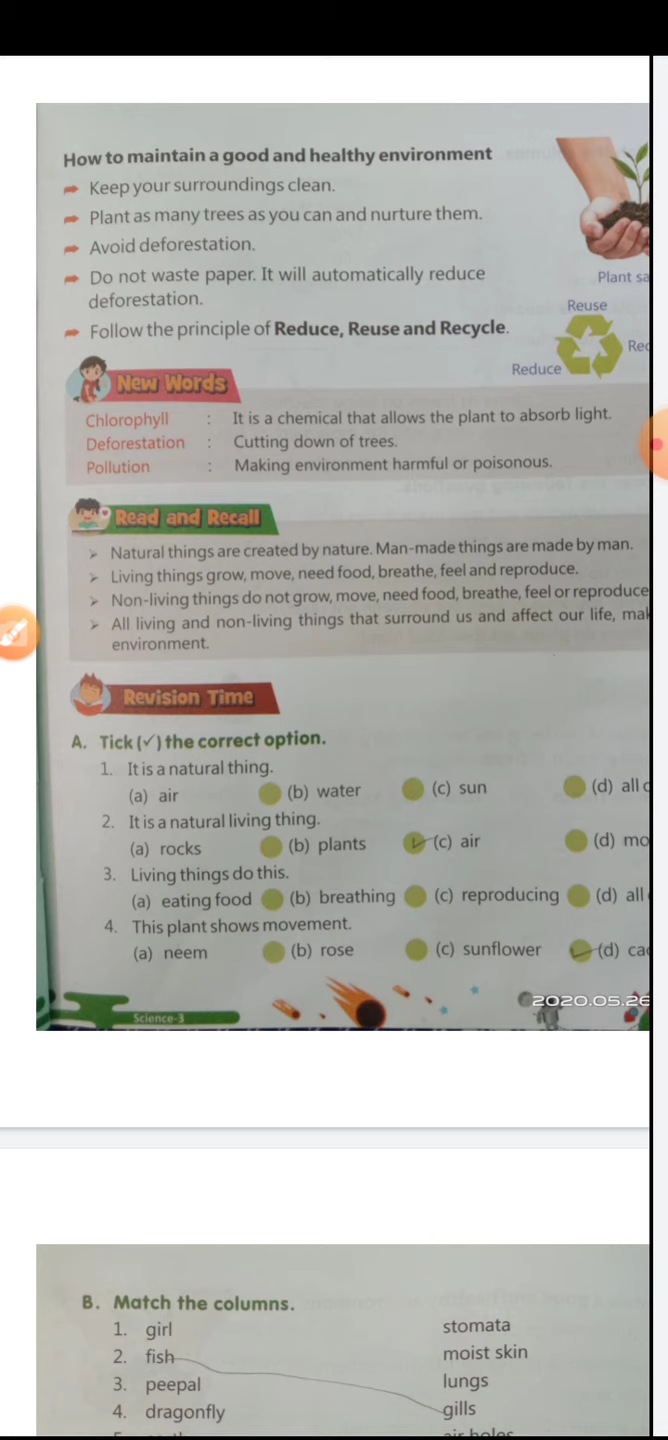 How to maintain a good and healthy environment
Keep your surroundings clean.
Plant as many trees as you can and nurture them.
Avoid deforestation.
Do not waste paper. It will automatically reduce
deforestation.
Follow the principle of Reduce, Reuse and Recycle.
Plant
Reuse
Reduce
New Words
Chlorophyll : It is a chemical that allows the plant to absorb light.
Deforestation : Cutting down of trees.
Pollution : Making environment harmful or poisonous.
Read and Recall
Natural things are created by nature. Man-made things are made by man.
Living things grow, move, need food, breathe, feel and reproduce.
Non-living things do not grow, move, need food, breathe, feel or reproduce
All living and non-living things that surround us and affect our life,
environment.
Revision Time
A. Tick (✓) the correct option.
1. It is a natural thing.
(a) air (b) water (c) sun (d) all
2. It is a natural living thing.
(a) rocks (b) plants (c) air (d)
3. Living things do this.
(a) eating food (b) breathing (c) reproducing (d) all
4. This plant shows movement.
(a) neem (b) rose (c) sunflower (d)
2020.05.26
Science-3
B. Match the columns.
1. girl stomata
2. fish moist skin
3. peepal lungs
4. dragonfly gills